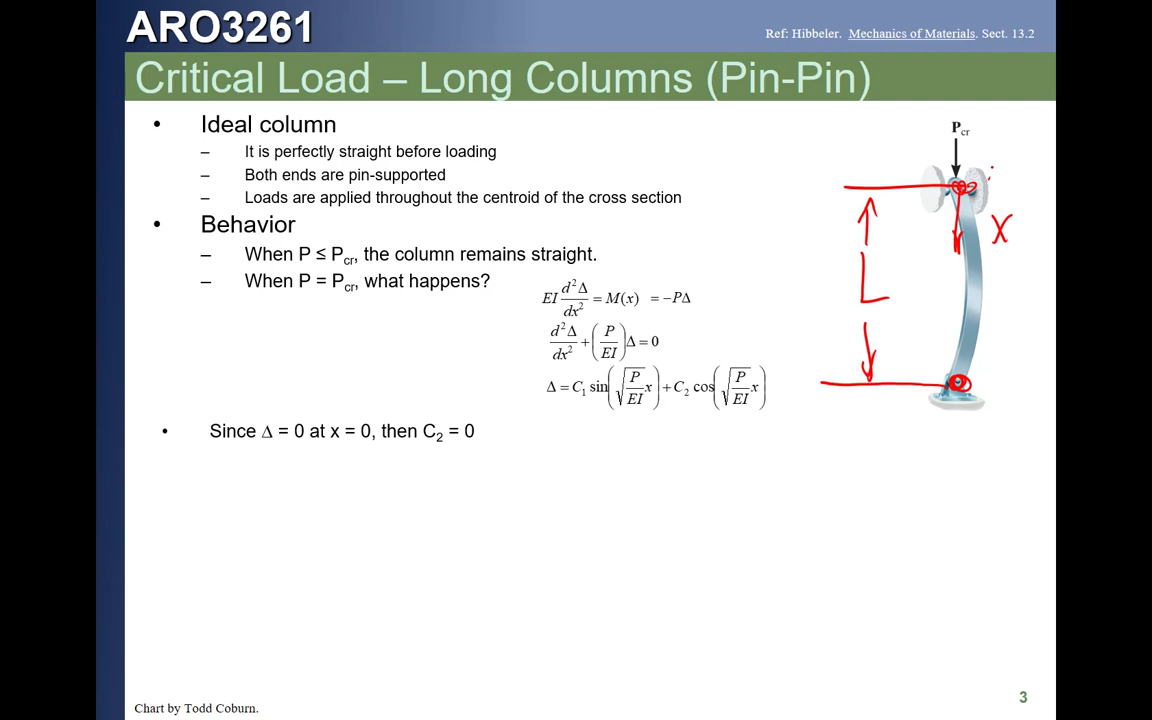 ARO3261
Ref: Hibbeler. Mechanics of Materials. Sect. 13.2
Critical Load – Long Columns (Pin-Pin)
• Ideal column
– It is perfectly straight before loading
– Both ends are pin-supported
– Loads are applied throughout the centroid of the cross section
• Behavior
– When P ≤ Pcr, the column remains straight.
– When P = Pcr, what happens?
EI d²Δ/dx² = M(x) = −PΔ
d²Δ/dx² + (P/EI)Δ = 0
Δ = C₁ sin(√(P/EI) x) + C₂ cos(√(P/EI) x)
• Since Δ = 0 at x = 0, then C₂ = 0
Pcr
X
L
Chart by Todd Coburn.
3